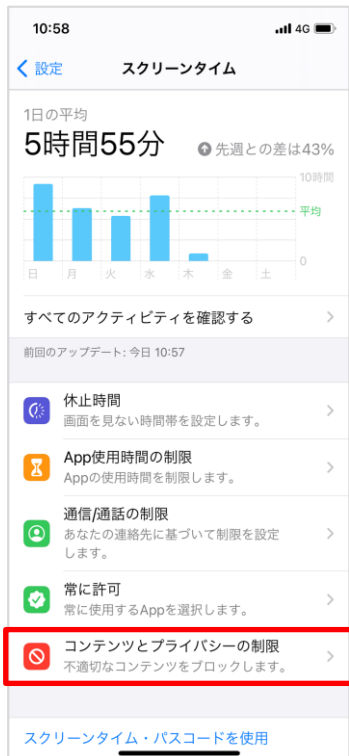 10:58 4G
設定 スクリーンタイム
1日の平均
5時間55分 先週との差は43%
10時間
平均
0
日 月 火 水 木 金 土
すべてのアクティビティを確認する
前回のアップデート: 今日 10:57
休止時間
画面を見ない時間帯を設定します。
App使用時間の制限
Appの使用時間を制限します。
通信/通話の制限
あなたの連絡先に基づいて制限を設定
します。
常に許可
常に使用するAppを選択します。
コンテンツとプライバシーの制限
不適切なコンテンツをブロックします。
スクリーンタイム・パスコードを使用